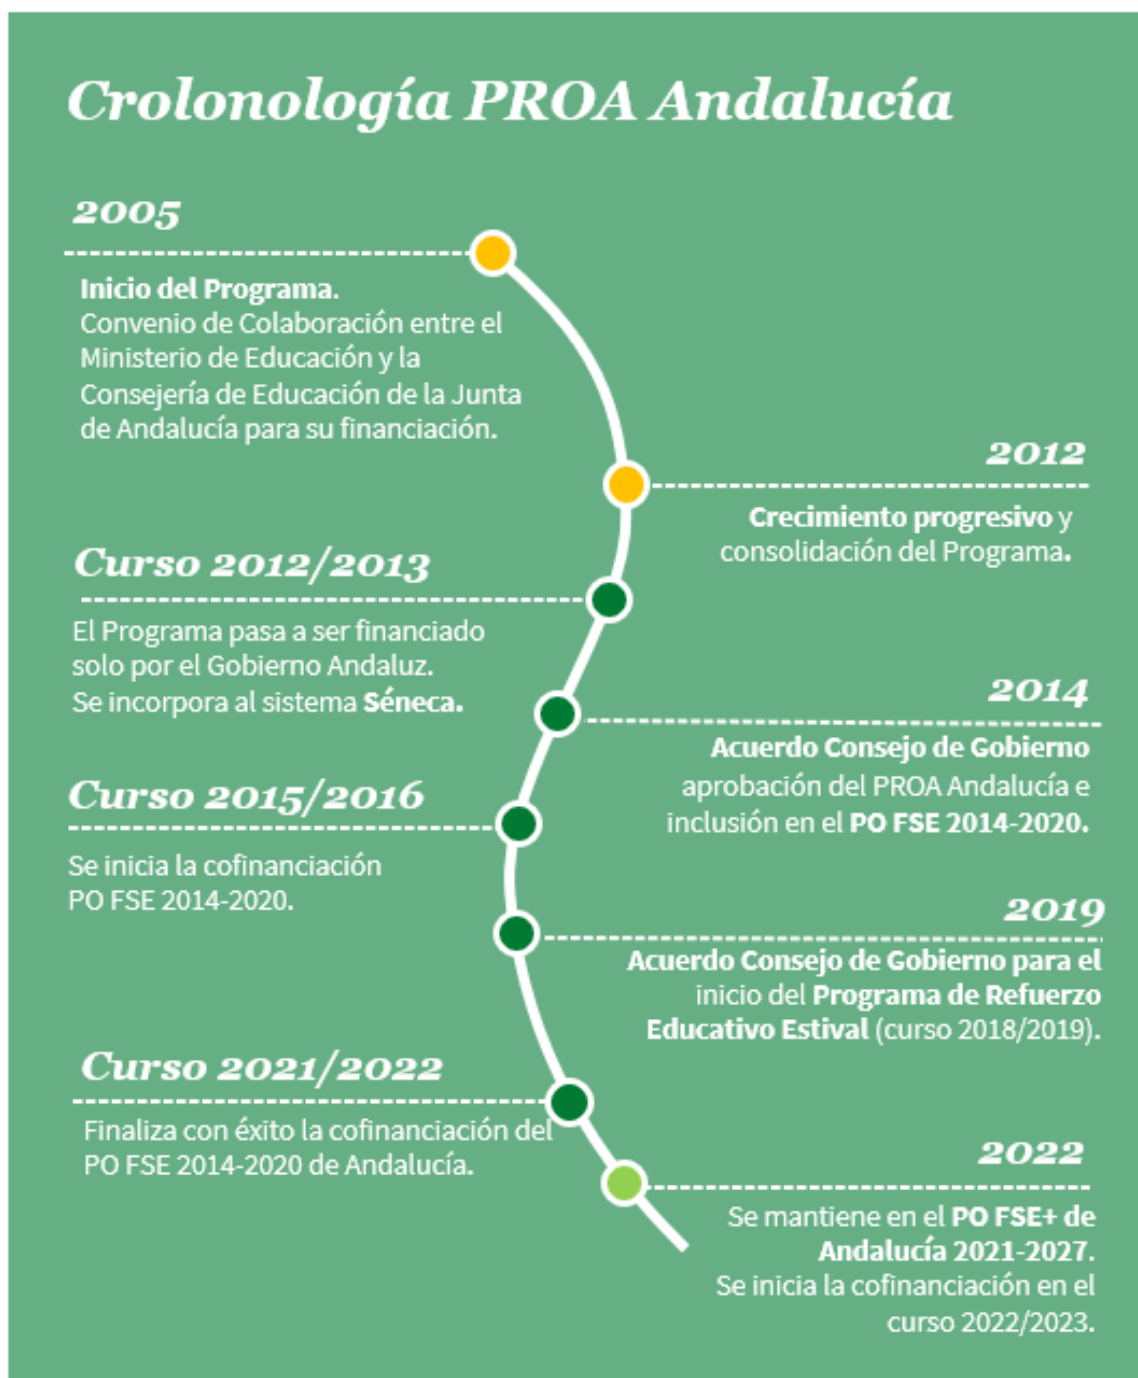 Crolonología PROA Andalucía
2005
Inicio del Programa.
Convenio de Colaboración entre el
Ministerio de Educación y la
Consejería de Educación de la Junta
de Andalucía para su financiación.
2012
Crecimiento progresivo y
consolidación del Programa.
Curso 2012/2013
El Programa pasa a ser financiado
solo por el Gobierno Andaluz.
Se incorpora al sistema Séneca.
2014
Acuerdo Consejo de Gobierno
aprobación del PROA Andalucía e
inclusión en el PO FSE 2014-2020.
Curso 2015/2016
Se inicia la cofinanciación
PO FSE 2014-2020.
2019
Acuerdo Consejo de Gobierno para el
inicio del Programa de Refuerzo
Educativo Estival (curso 2018/2019).
Curso 2021/2022
Finaliza con éxito la cofinanciación del
PO FSE 2014-2020 de Andalucía.
2022
Se mantiene en el PO FSE+ de
Andalucía 2021-2027.
Se inicia la cofinanciación en el
curso 2022/2023.